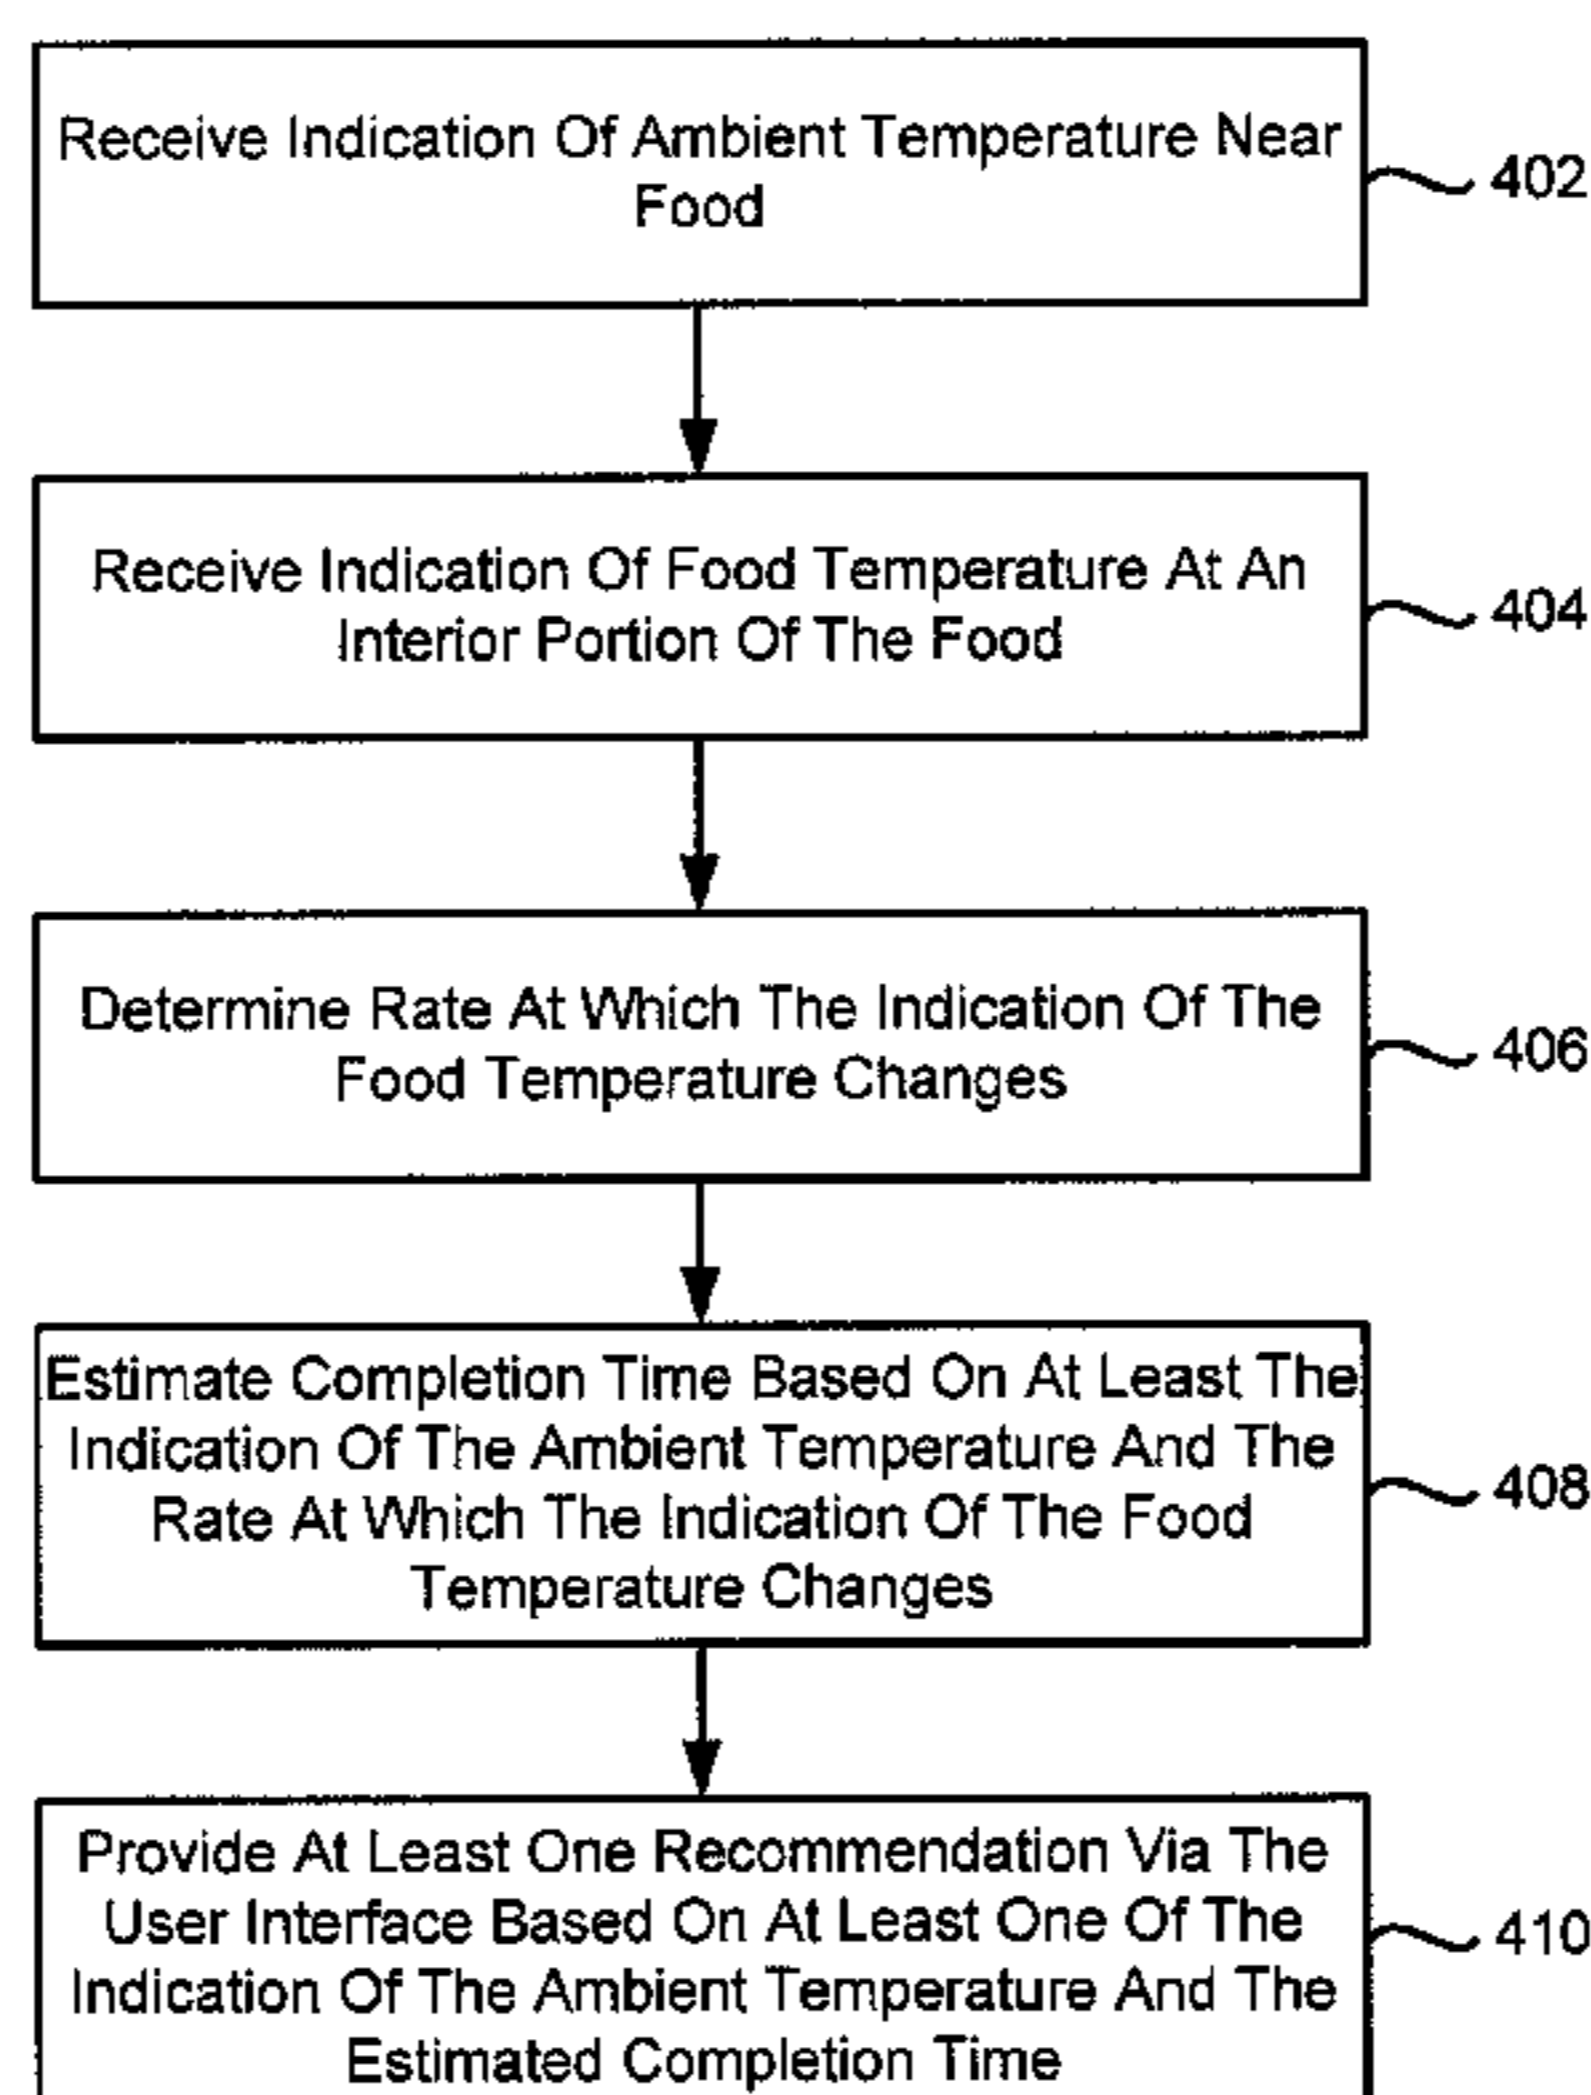 Receive Indication Of Ambient Temperature Near
Food
402
Receive Indication Of Food Temperature At An
Interior Portion Of The Food
404
Determine Rate At Which The Indication Of The
Food Temperature Changes
406
Estimate Completion Time Based On At Least The
Indication Of The Ambient Temperature And The
Rate At Which The Indication Of The Food
Temperature Changes
408
Provide At Least One Recommendation Via The
User Interface Based On At Least One Of The
Indication Of The Ambient Temperature And The
Estimated Completion Time
410